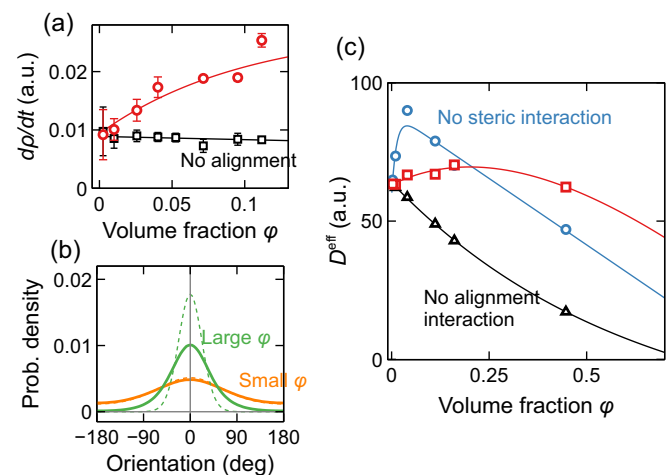 (a)
dρ/dt (a.u.)
0.02
0.01
0
No alignment
0
0.05
0.1
Volume fraction φ
(b)
Prob. density
0.02
0.01
0
Large φ
Small φ
−180
−90
0
90
180
Orientation (deg)
(c)
D^eff (a.u.)
100
50
0
No steric interaction
No alignment
interaction
0
0.25
0.5
Volume fraction φ